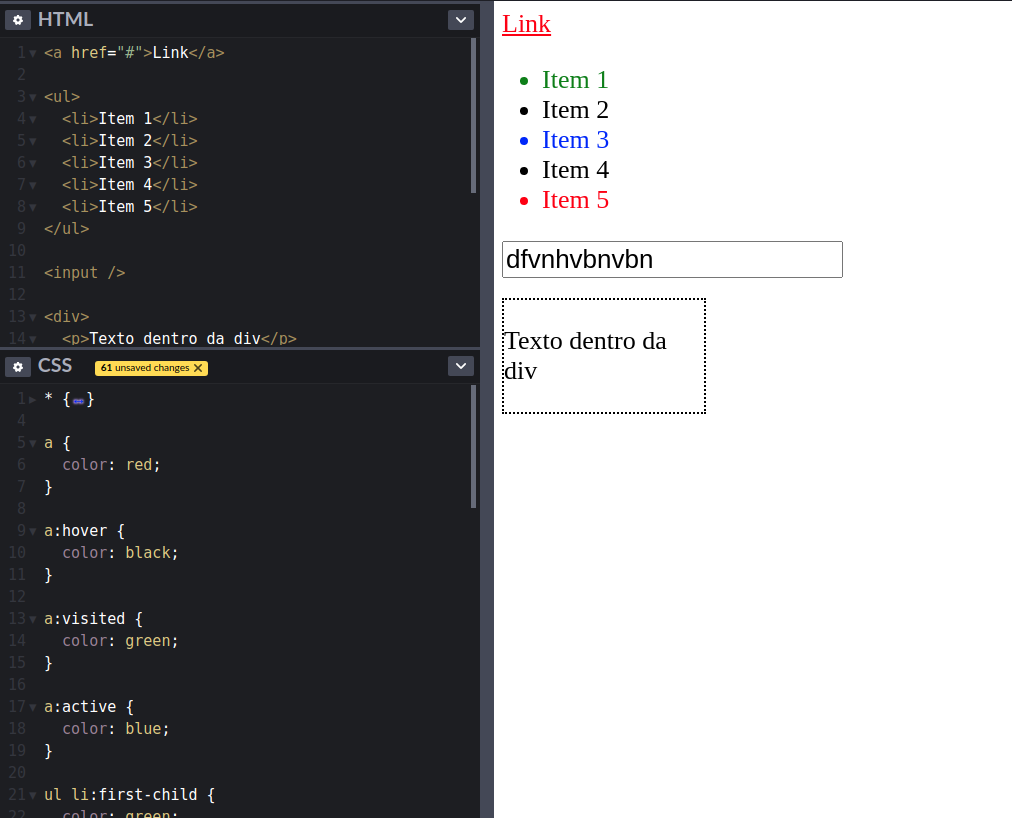 HTML
1 <a href="#">Link</a>
2
3 <ul>
4 <li>Item 1</li>
5 <li>Item 2</li>
6 <li>Item 3</li>
7 <li>Item 4</li>
8 <li>Item 5</li>
9 </ul>
10
11 <input />
12
13 <div>
14 <p>Texto dentro da div</p>
CSS 61 unsaved changes X
1 * {↔}
4
5 a {
6 color: red;
7 }
8
9 a:hover {
10 color: black;
11 }
12
13 a:visited {
14 color: green;
15 }
16
17 a:active {
18 color: blue;
19 }
20
21 ul li:first-child {
22 color: green;
Link
Item 1
Item 2
Item 3
Item 4
Item 5
dfvnhvbnvbn
Texto dentro da
div